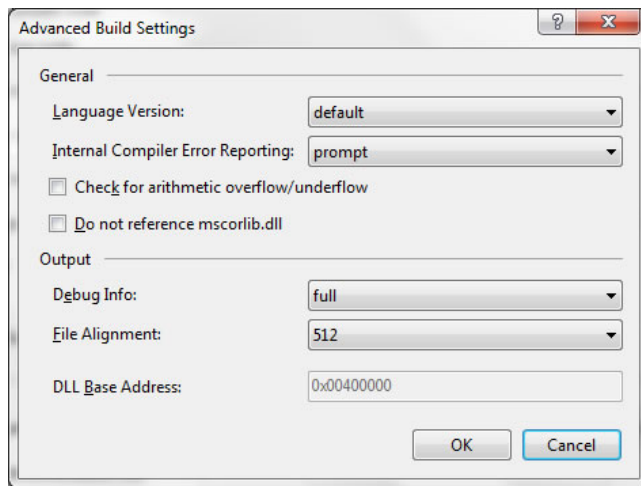 Advanced Build Settings
General
Language Version: default
Internal Compiler Error Reporting: prompt
Check for arithmetic overflow/underflow
Do not reference mscorlib.dll
Output
Debug Info: full
File Alignment: 512
DLL Base Address: 0x00400000
OK Cancel